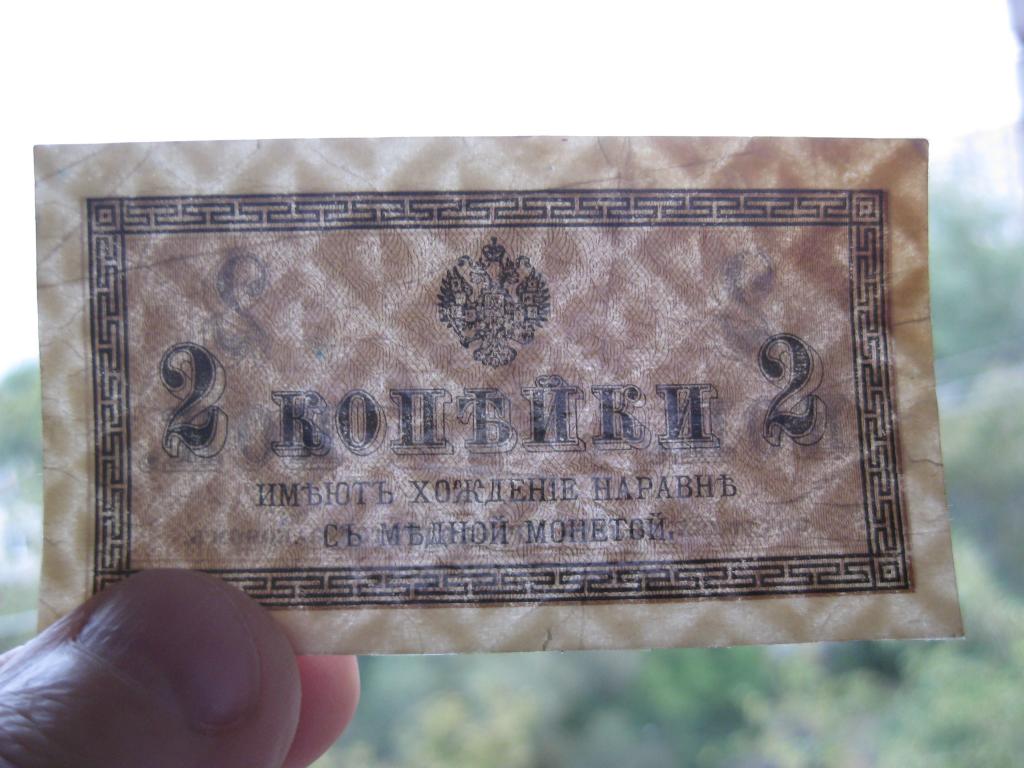 2 КОПѢЙКИ 2
ИМѢЮТЪ ХОЖДЕНІЕ НАРАВНѢ
СЪ МѢДНОЙ МОНЕТОЙ.